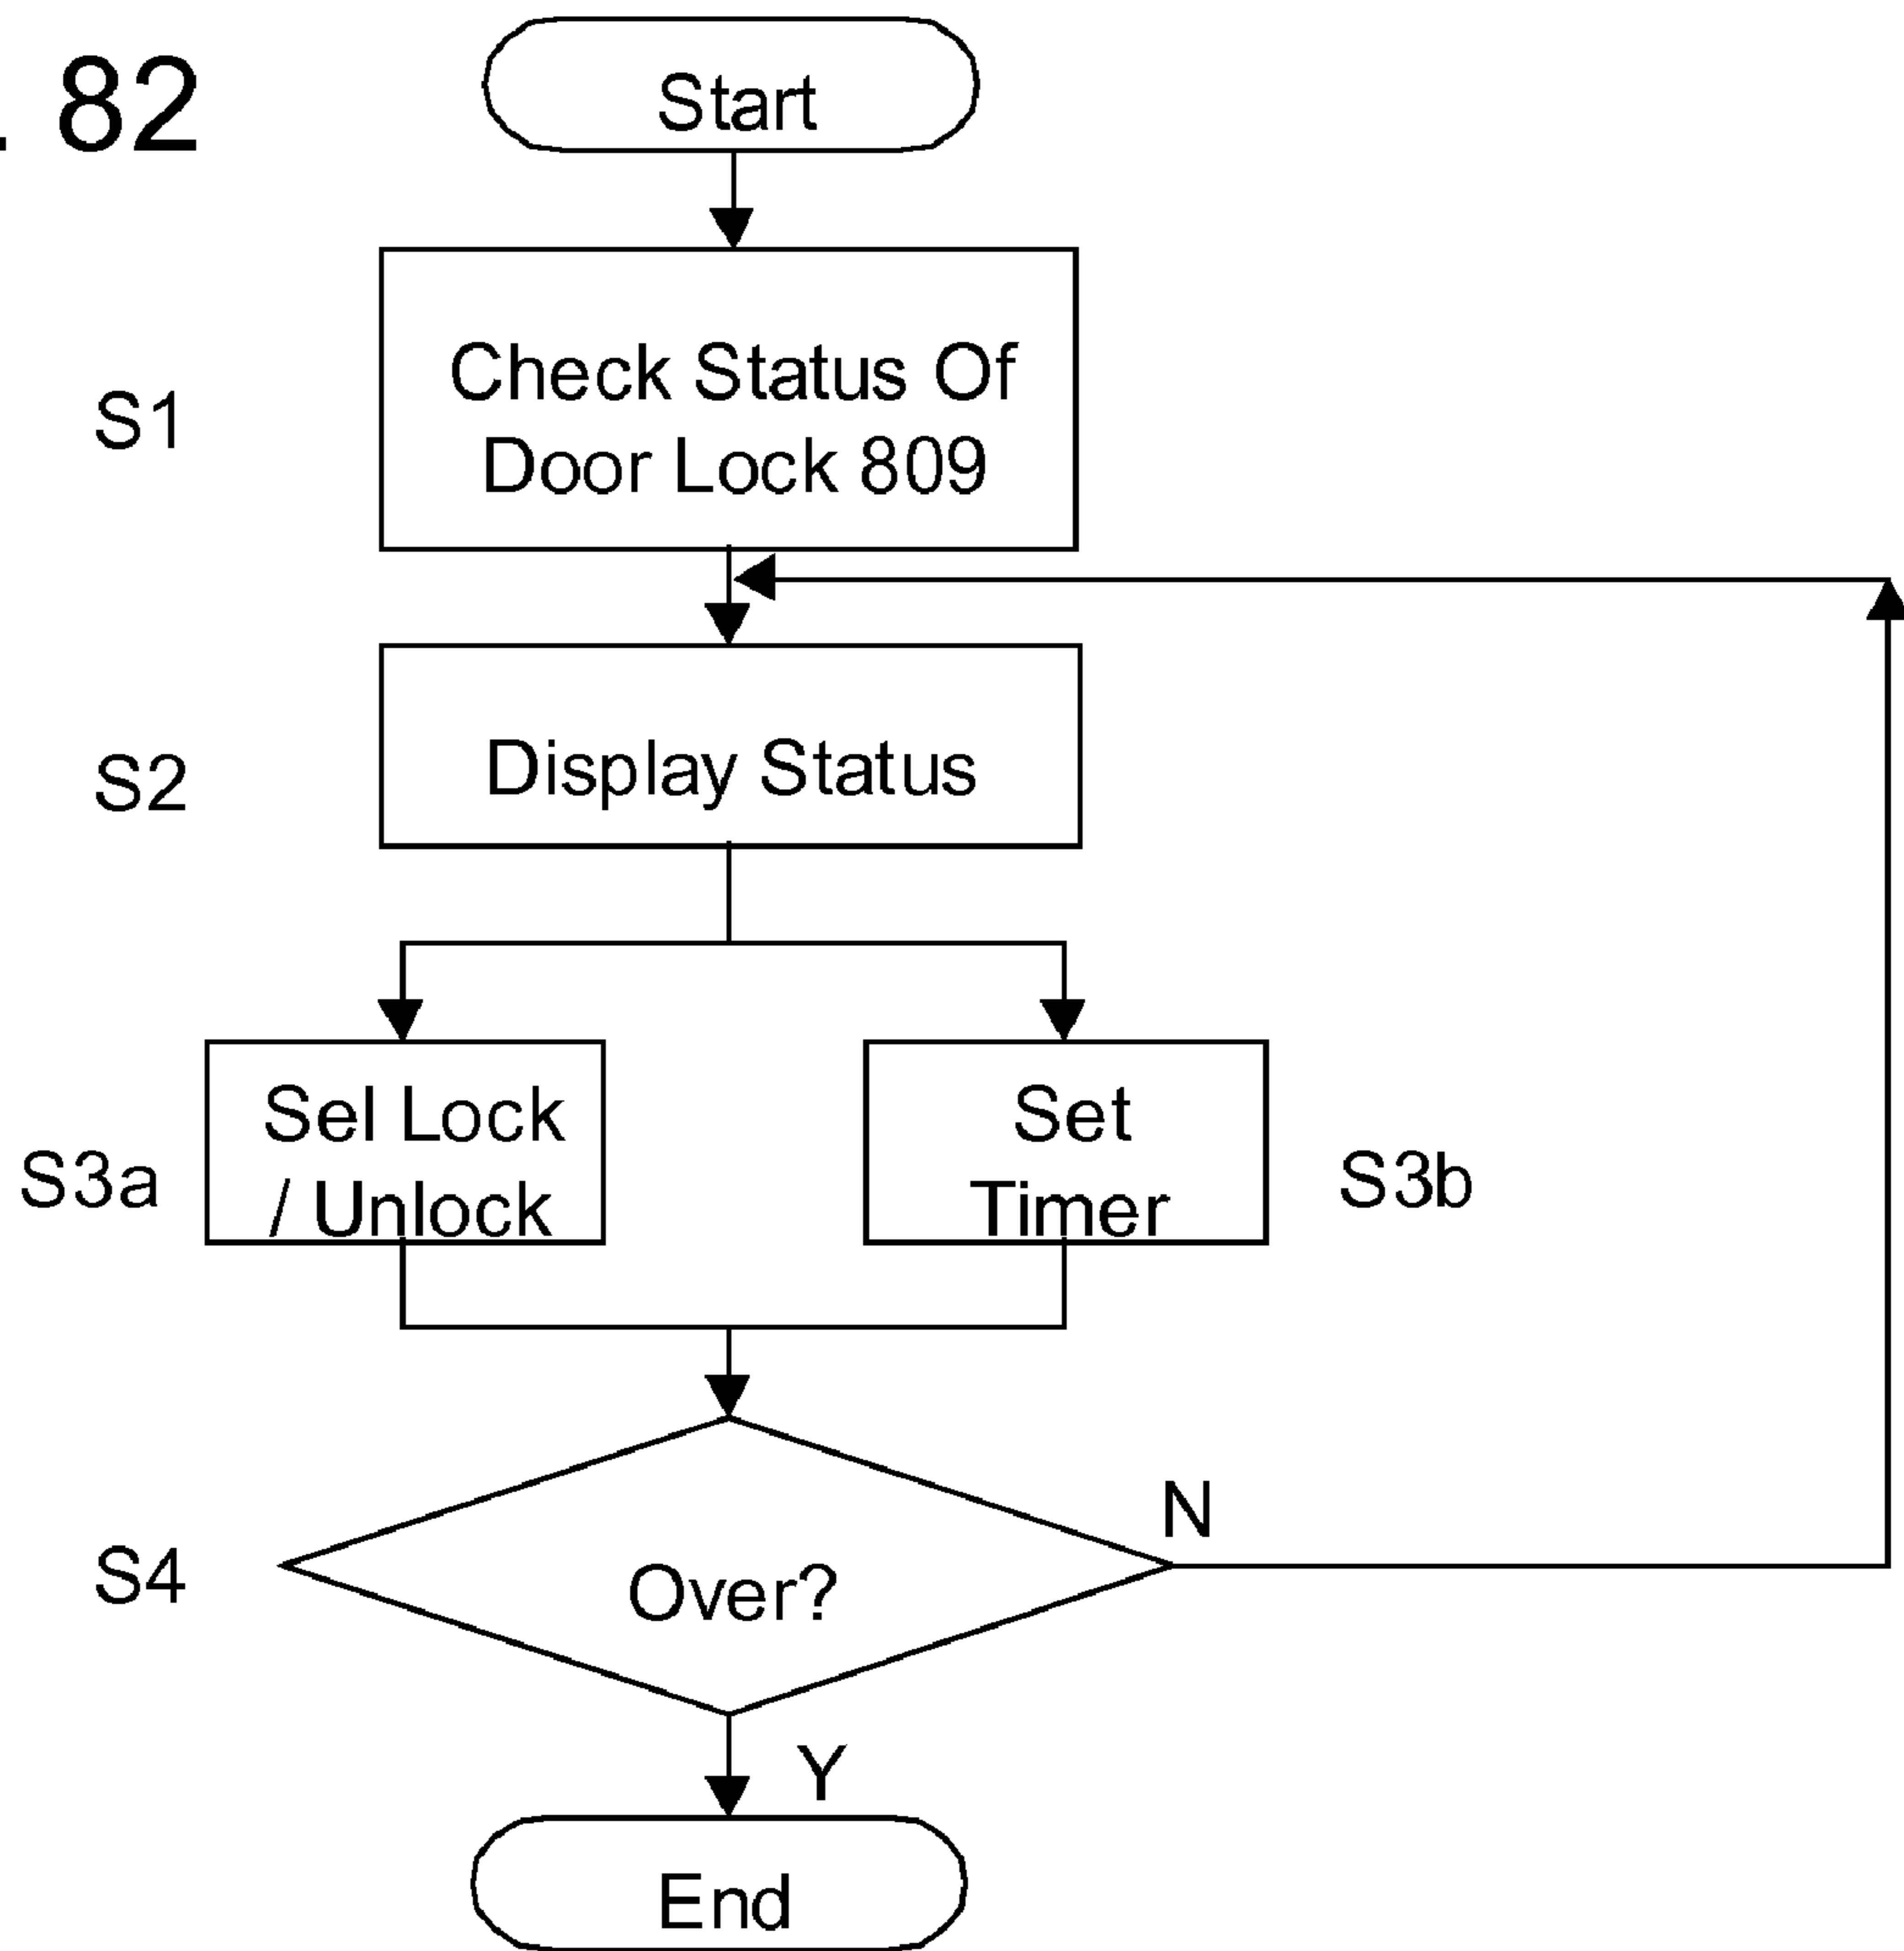 . 82
Start
Check Status Of
Door Lock 809
S1
Display Status
S2
Sel Lock
/ Unlock
S3a
Set
Timer
S3b
N
Over?
S4
Y
End